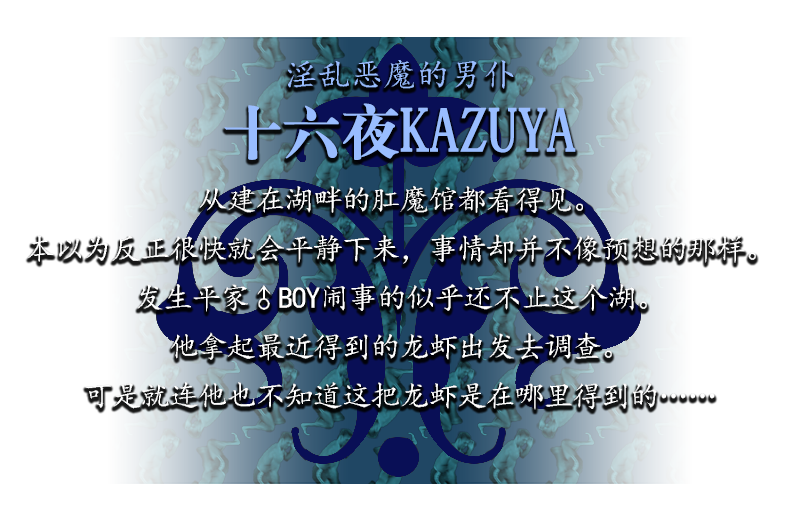 淫乱恶魔的男仆
十六夜KAZUYA
从建在湖畔的肛魔馆都看得见。
本以为反正很快就会平静下来，事情却并不像预想的那样。
发生平家♂BOY闹事的似乎还不止这个湖。
他拿起最近得到的龙虾出发去调查。
可是就连他也不知道这把龙虾是在哪里得到的……